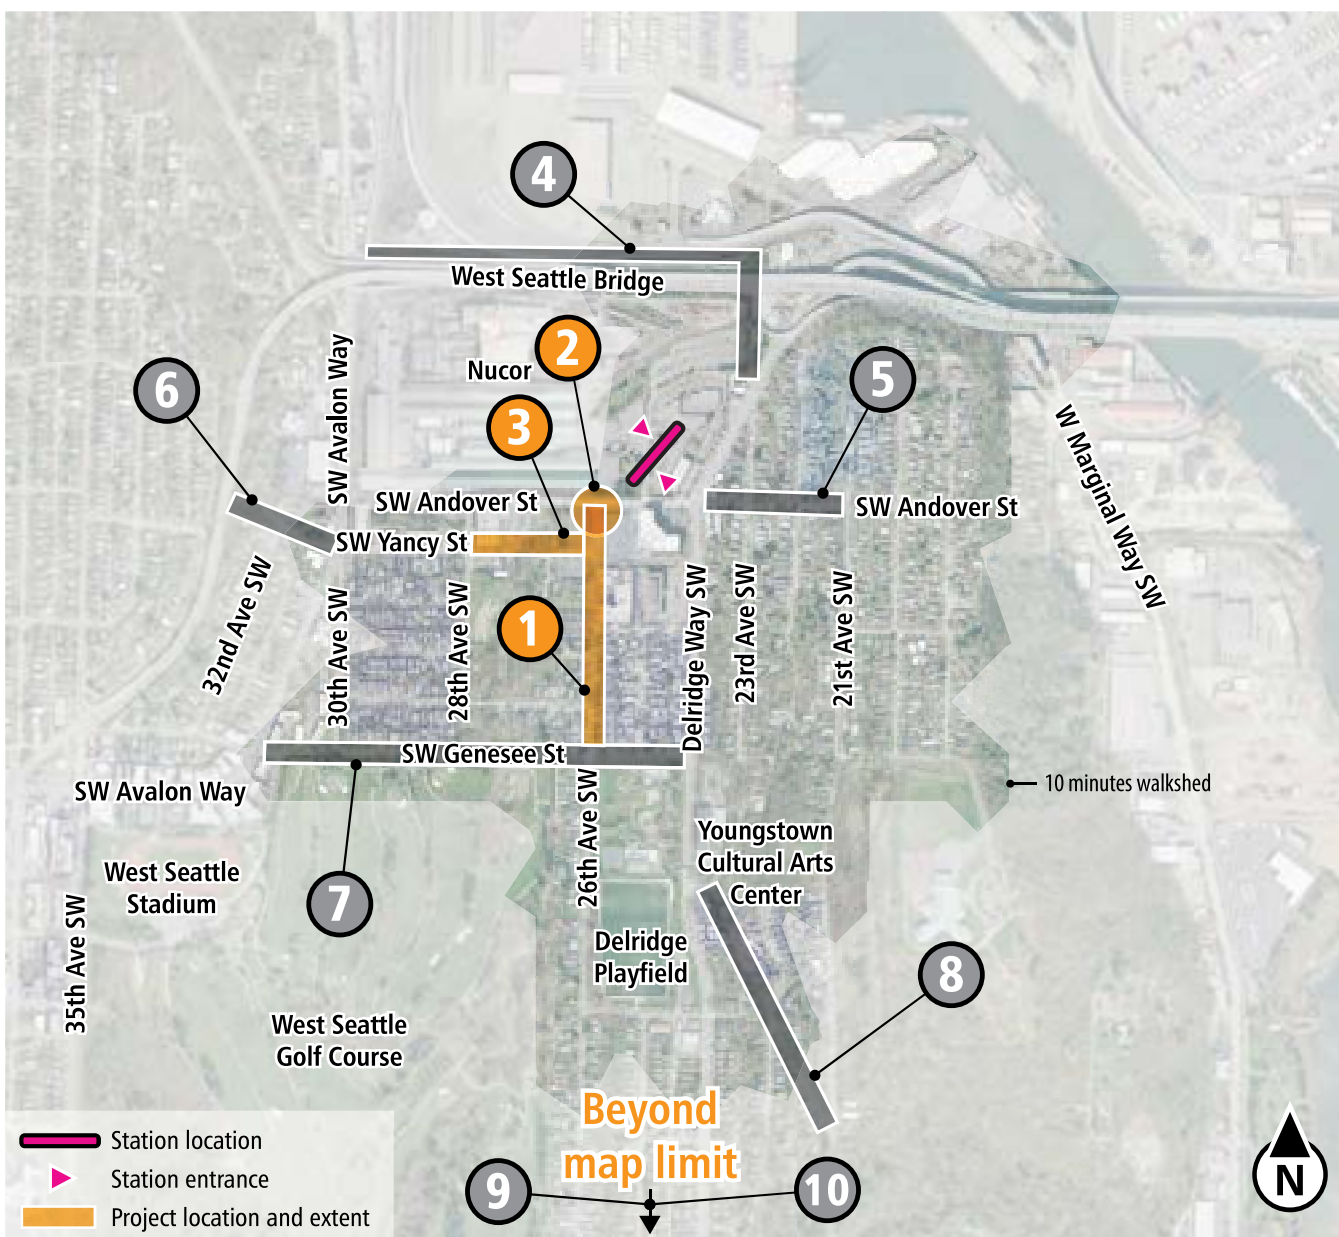 4
West Seattle Bridge
2
Nucor
3
6
SW Avalon Way
5
W Marginal Way SW
SW Andover St
SW Andover St
SW Yancy St
32nd Ave SW
30th Ave SW
28th Ave SW
1
Delridge Way SW
23rd Ave SW
21st Ave SW
SW Genesee St
SW Avalon Way
10 minutes walkshed
26th Ave SW
Youngstown
Cultural Arts
Center
West Seattle
Stadium
7
35th Ave SW
Delridge
Playfield
8
West Seattle
Golf Course
Beyond
map limit
9
10
Station location
Station entrance
Project location and extent
N